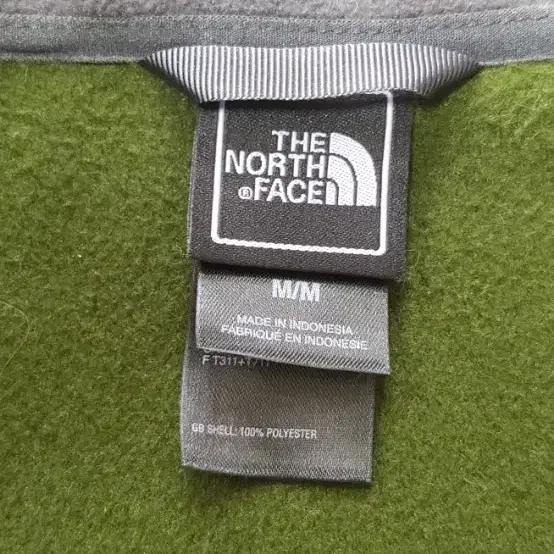 THE
NORTH
® FACE
M/M
MADE IN INDONESIA
FABRIQUÉ EN INDONÉSIE
GB SHELL: 100% POLYESTER